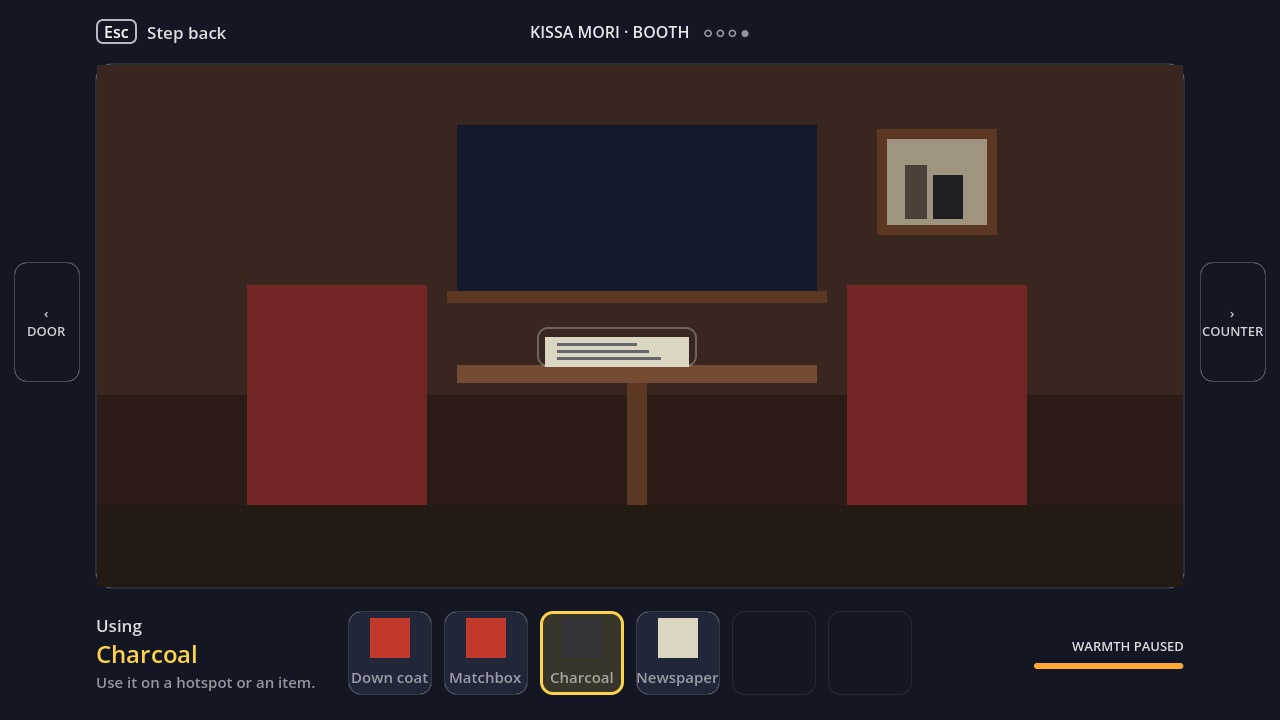 Esc Step back
KISSA MORI · BOOTH
‹
DOOR
›
COUNTER
Using
Charcoal
Use it on a hotspot or an item.
Down coat
Matchbox
Charcoal
Newspaper
WARMTH PAUSED